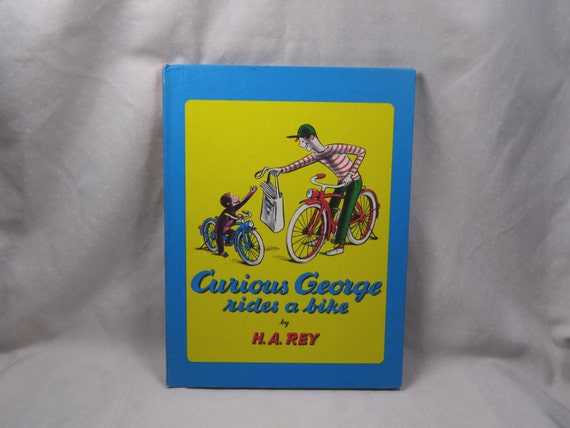 Curious George
rides a bike
by
H. A. REY